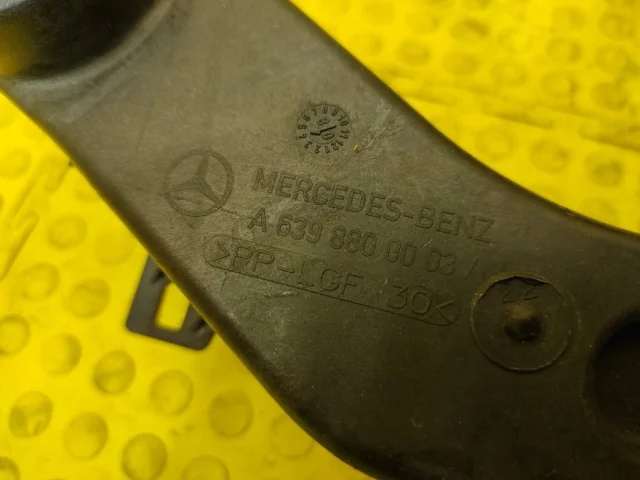 MERCEDES-BENZ
A 639 880 00 03 /
>PP-LGF 30<